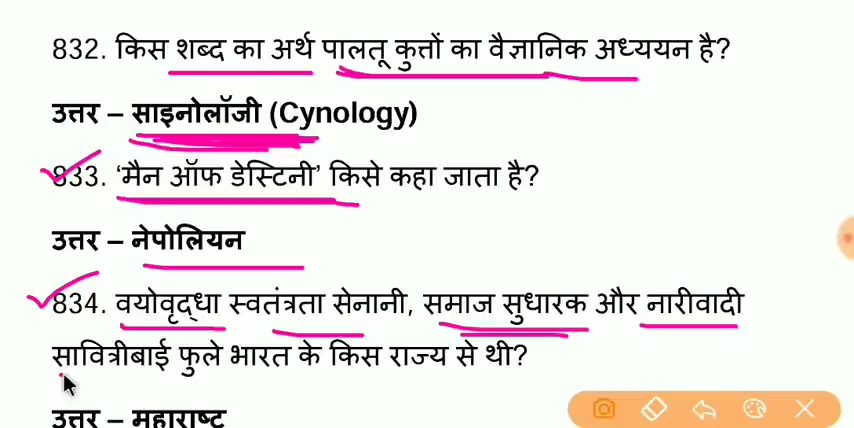 832. किस शब्द का अर्थ पालतू कुत्तों का वैज्ञानिक अध्ययन है?
उत्तर – साइनोलॉजी (Cynology)
833. ‘मैन ऑफ डेस्टिनी’ किसे कहा जाता है?
उत्तर – नेपोलियन
834. वयोवृद्धा स्वतंत्रता सेनानी, समाज सुधारक और नारीवादी
सावित्रीबाई फुले भारत के किस राज्य से थी?
उत्तर – महाराष्ट्र